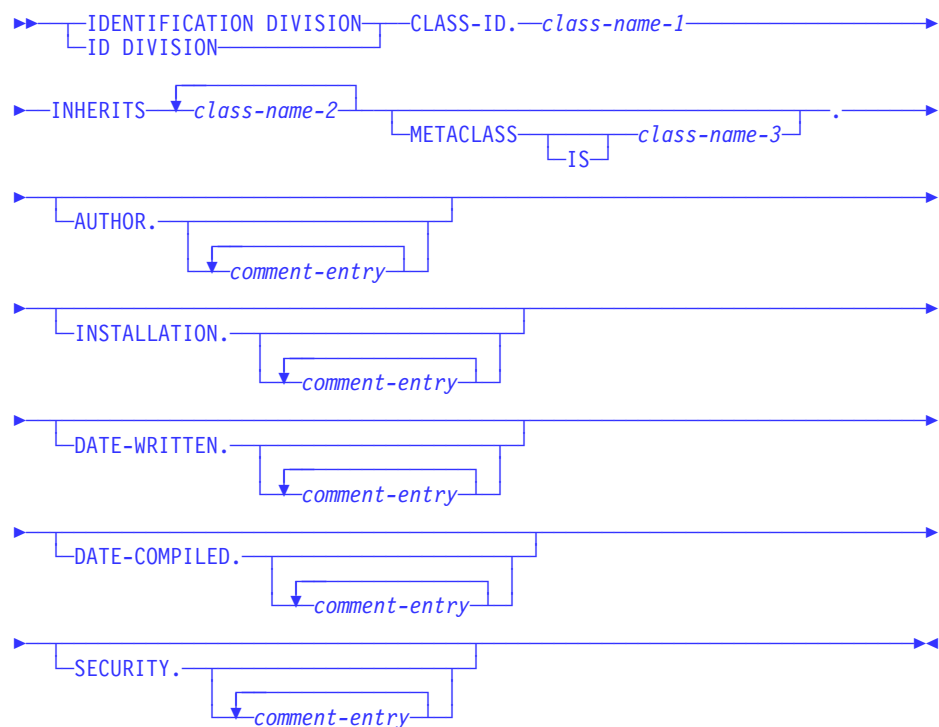 IDENTIFICATION DIVISION CLASS-ID. class-name-1
ID DIVISION
INHERITS class-name-2 .
METACLASS class-name-3
IS
AUTHOR.
comment-entry
INSTALLATION.
comment-entry
DATE-WRITTEN.
comment-entry
DATE-COMPILED.
comment-entry
SECURITY.
comment-entry